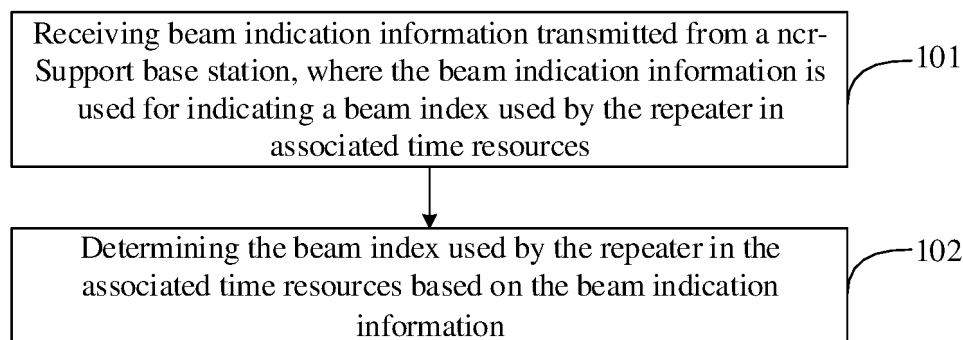 Receiving beam indication information transmitted from a ncr-
Support base station, where the beam indication information is
used for indicating a beam index used by the repeater in
associated time resources
101
Determining the beam index used by the repeater in the
associated time resources based on the beam indication
information
102